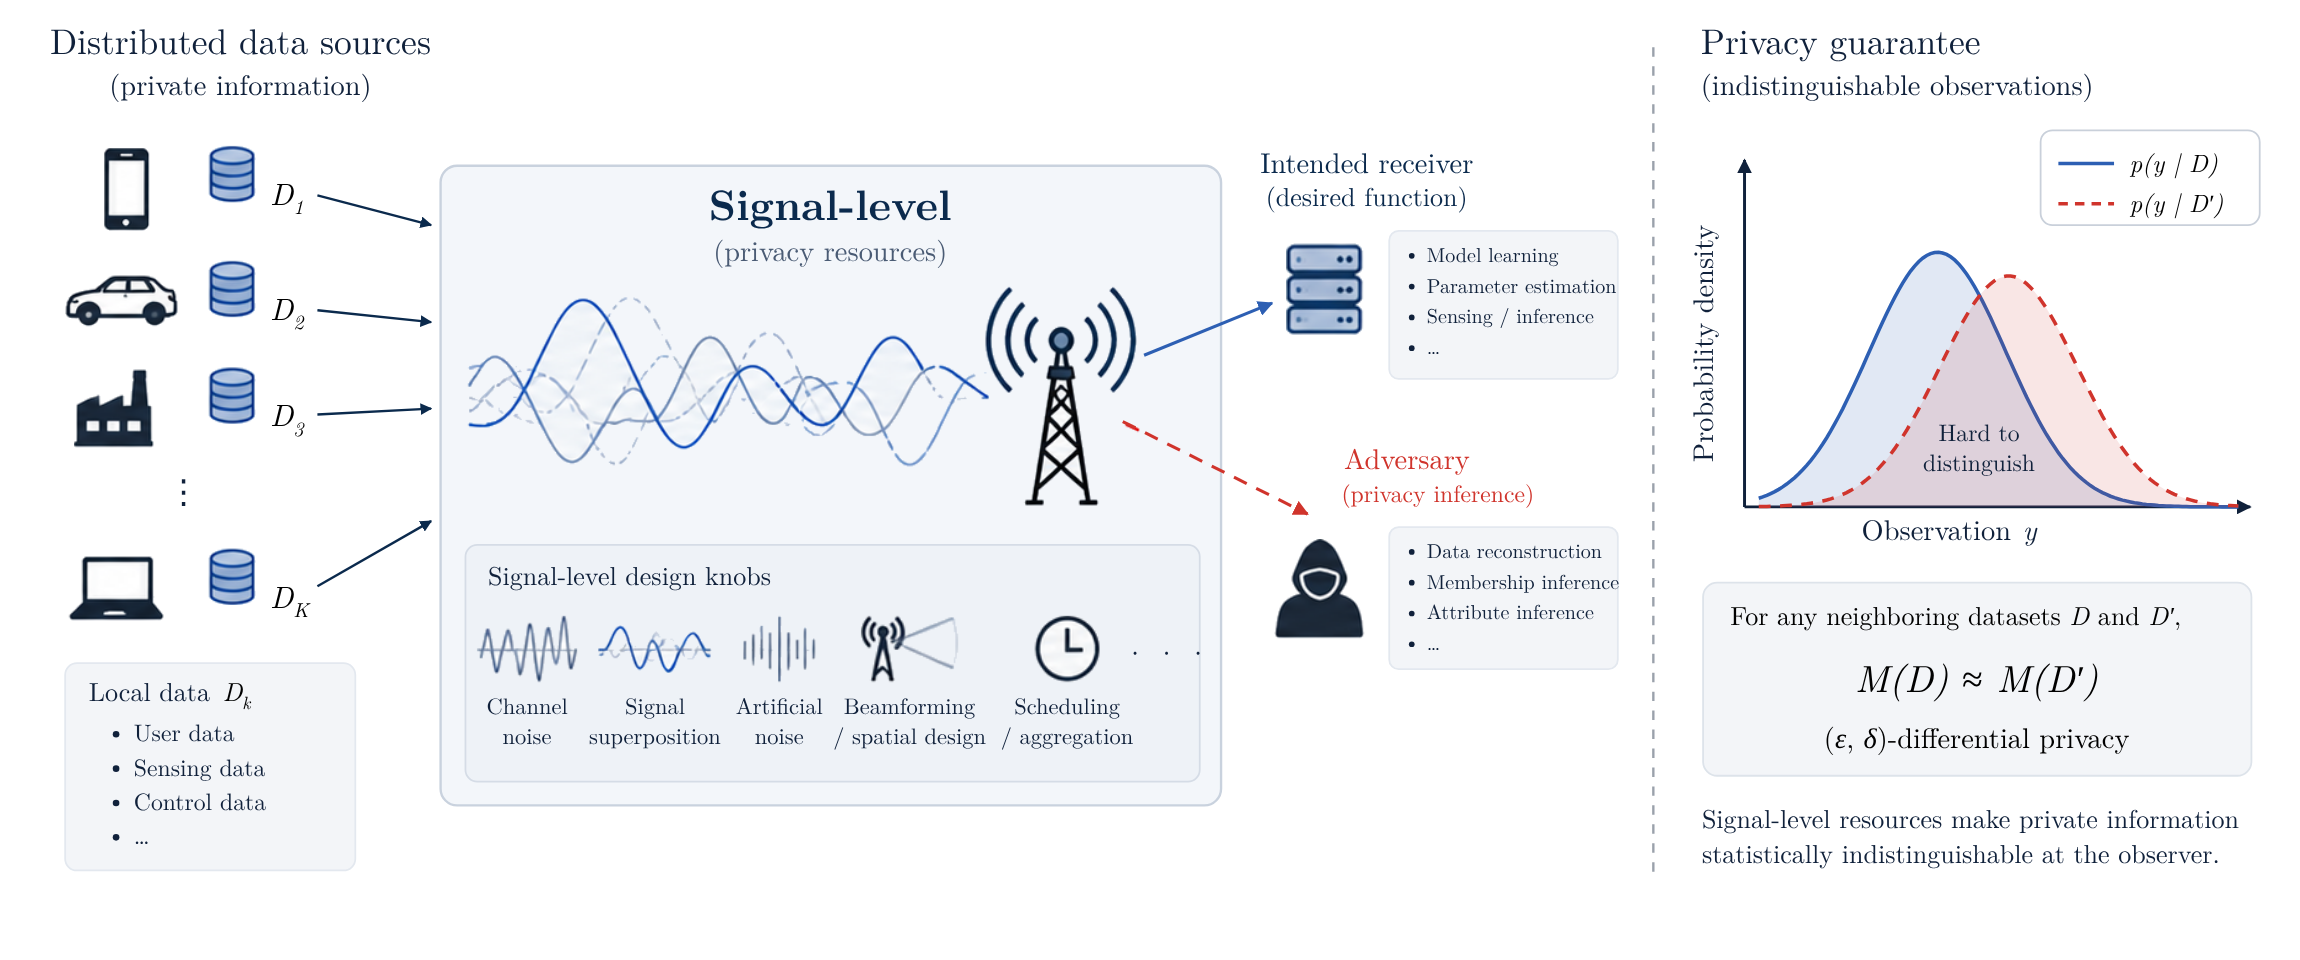 Distributed data sources
(private information)
D1
D2
D3
⋮
DK
Local data Dk
• User data
• Sensing data
• Control data
• ...
Signal-level
(privacy resources)
Signal-level design knobs
Channel
noise
Signal
superposition
Artificial
noise
Beamforming
/ spatial design
Scheduling
/ aggregation
. . .
Intended receiver
(desired function)
• Model learning
• Parameter estimation
• Sensing / inference
• ...
Adversary
(privacy inference)
• Data reconstruction
• Membership inference
• Attribute inference
• ...
Privacy guarantee
(indistinguishable observations)
p(y | D)
p(y | D′)
Probability density
Hard to
distinguish
Observation y
For any neighboring datasets D and D′,
M(D) ≈ M(D′)
(ε, δ)-differential privacy
Signal-level resources make private information
statistically indistinguishable at the observer.